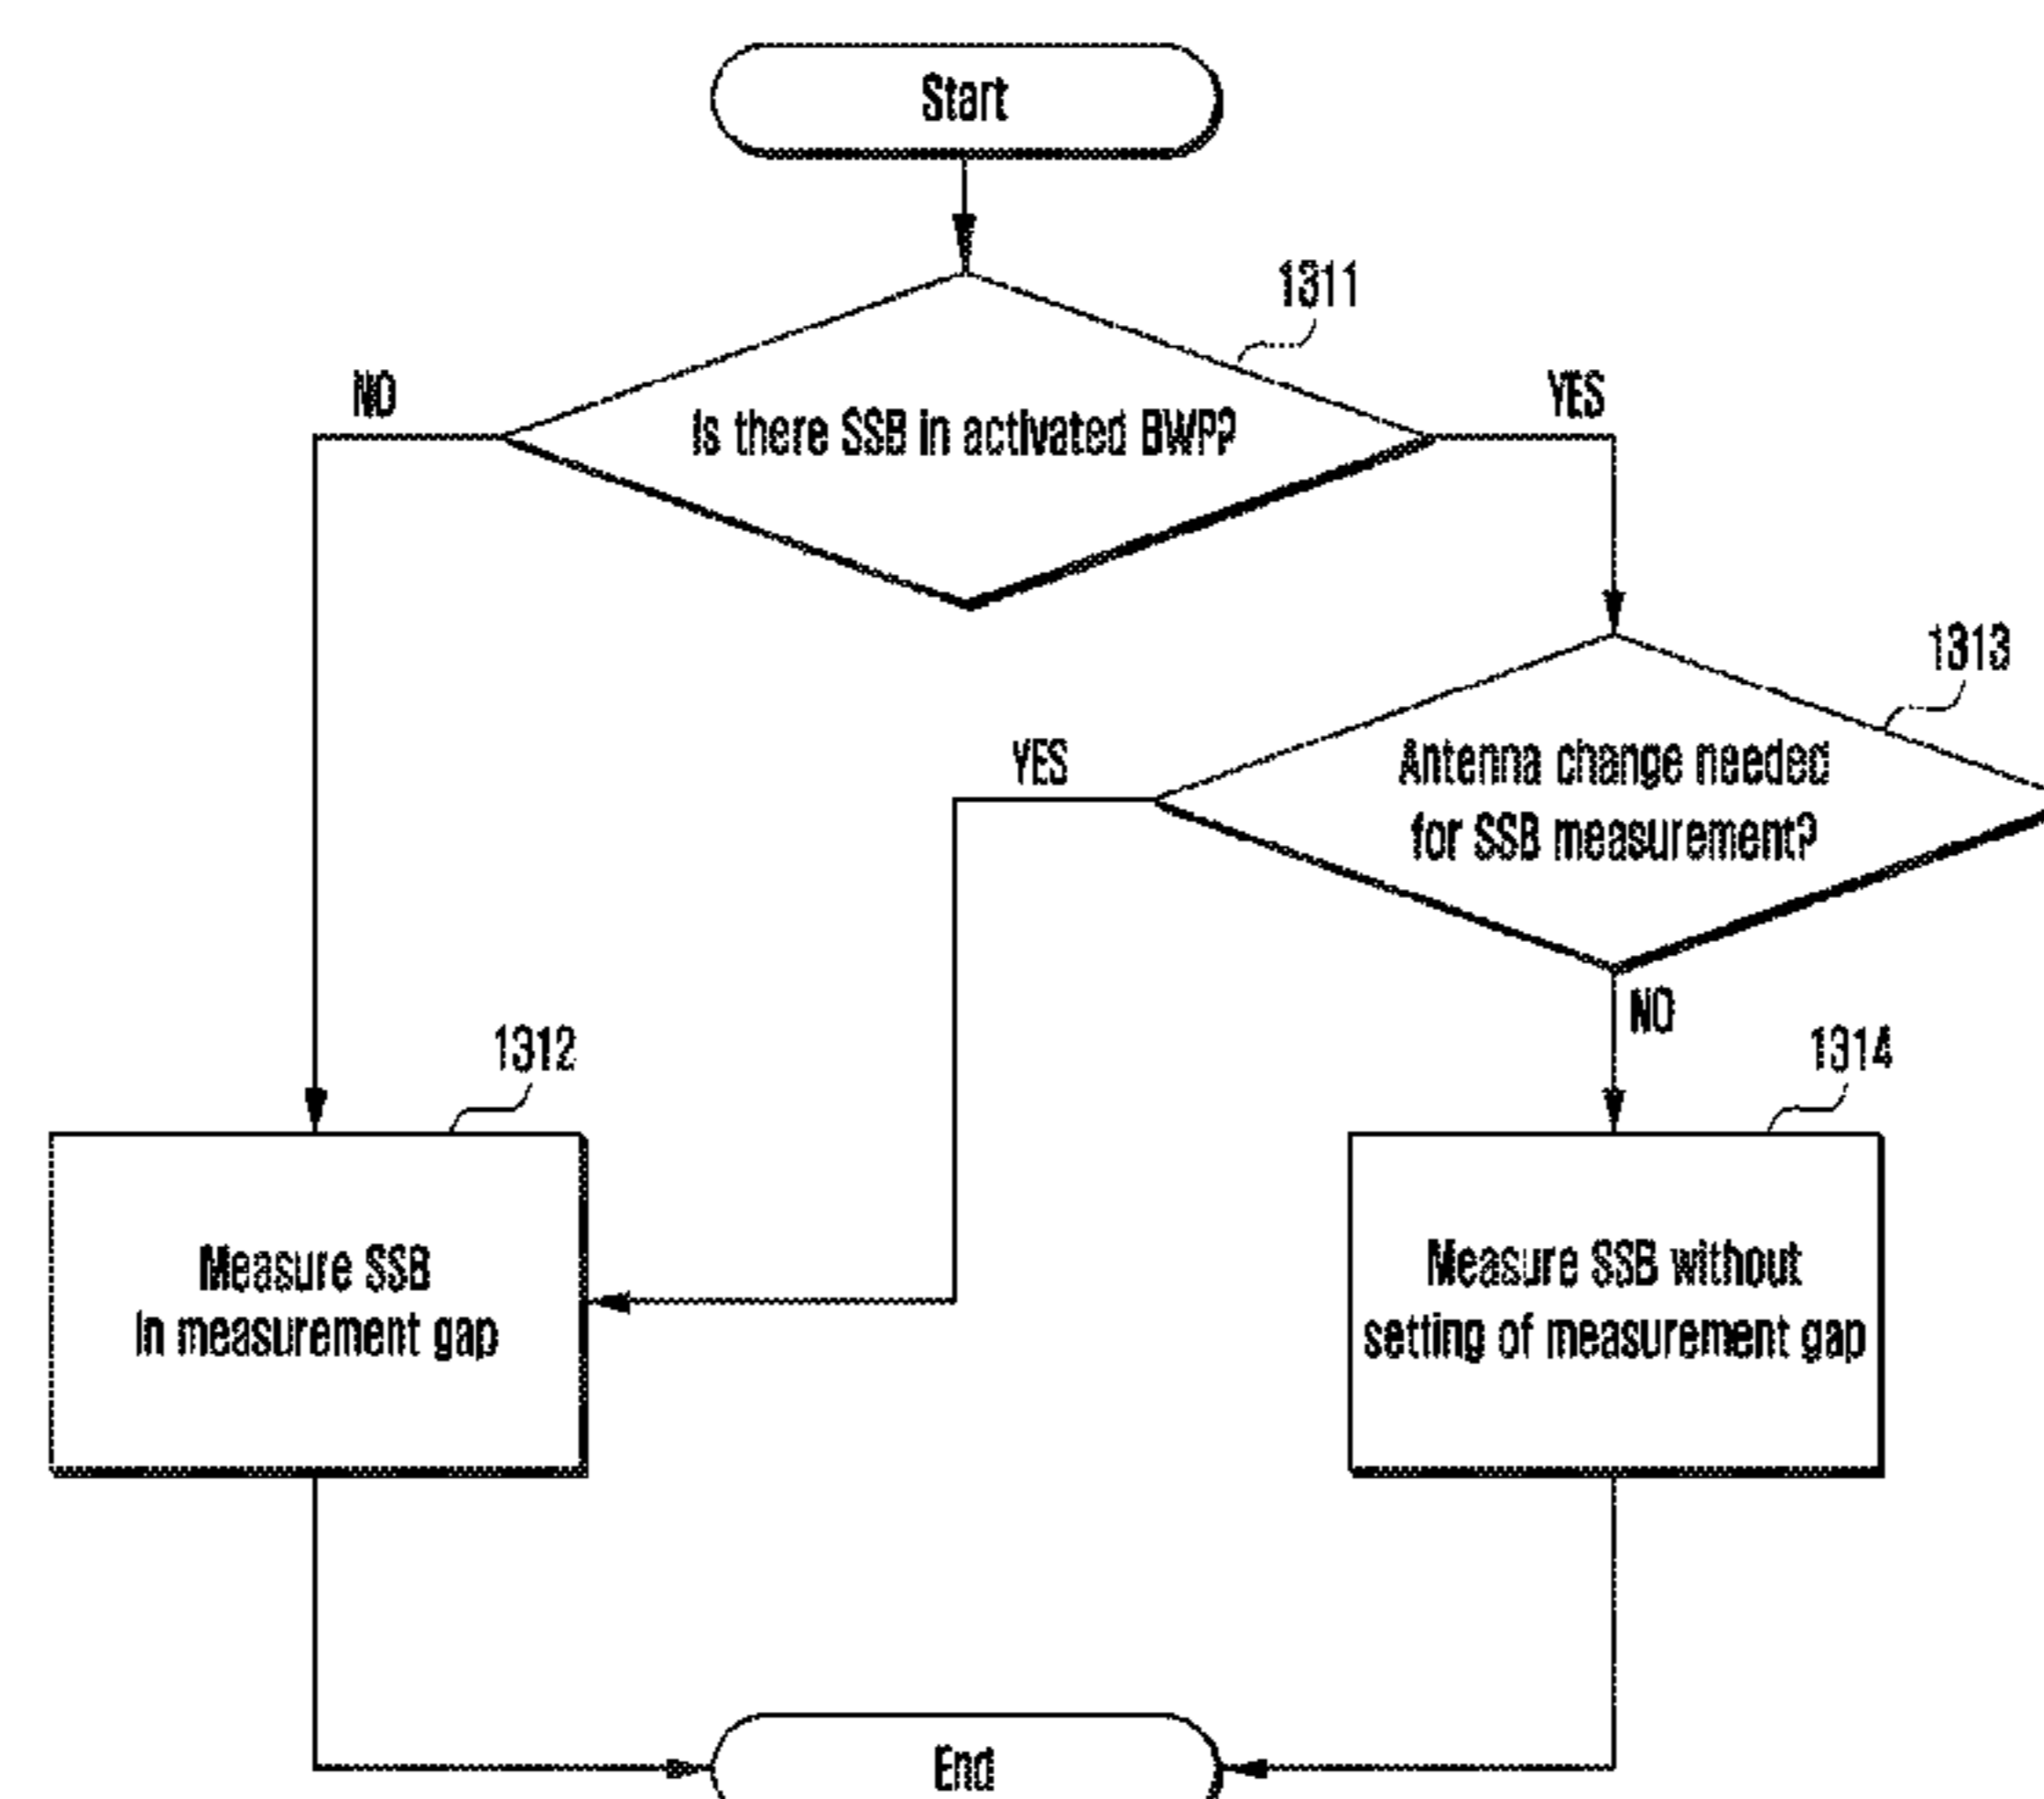 Start
1311
NO
YES
Is there SSB in activated BWP?
1313
YES
Antenna change needed
for SSB measurement?
NO
1312
1314
Measure SSB
in measurement gap
Measure SSB without
setting of measurement gap
End